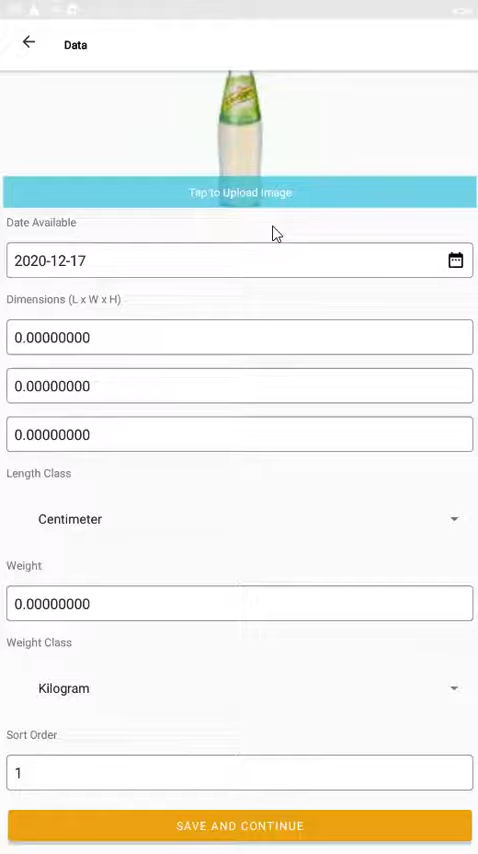 Data
Tap to Upload Image
Date Available
2020-12-17
Dimensions (L x W x H)
0.00000000
0.00000000
0.00000000
Length Class
Centimeter
Weight
0.00000000
Weight Class
Kilogram
Sort Order
1
SAVE AND CONTINUE